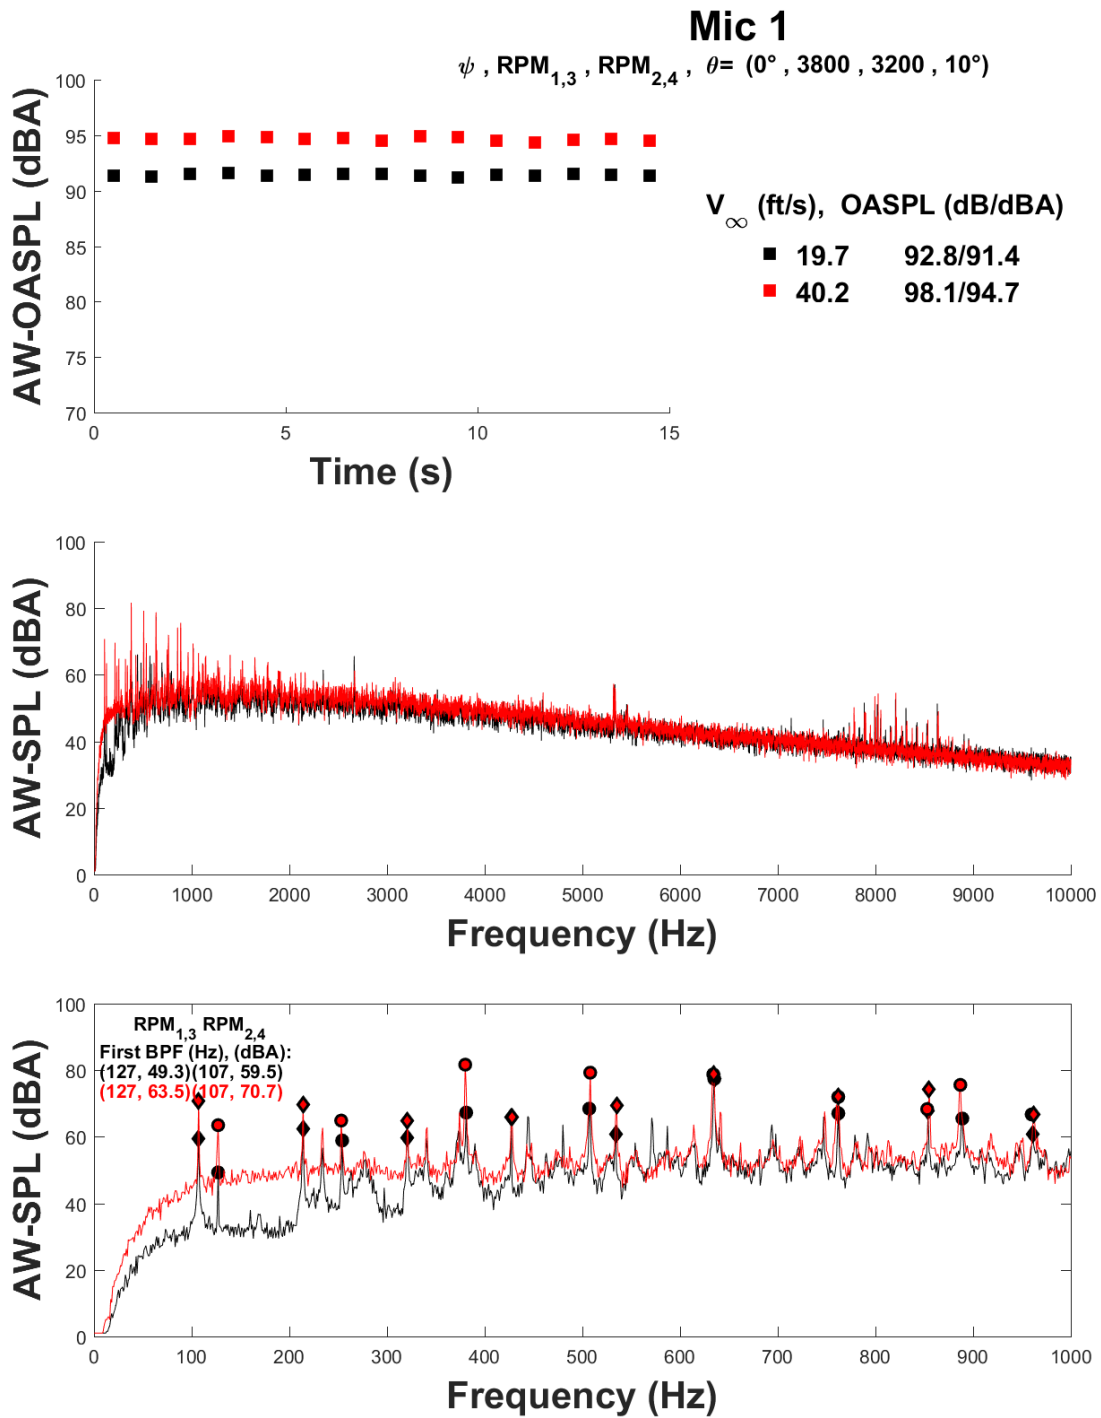 Mic 1
ψ , RPM1,3 , RPM2,4 , θ= (0° , 3800 , 3200 , 10°)
100
95
90
85
80
75
70
0 5 10 15
AW-OASPL (dBA)
Time (s)
V∞ (ft/s), OASPL (dB/dBA)
19.7 92.8/91.4
40.2 98.1/94.7
100
80
60
40
20
0
0 1000 2000 3000 4000 5000 6000 7000 8000 9000 10000
AW-SPL (dBA)
Frequency (Hz)
100
80
60
40
20
0
RPM1,3 RPM2,4
First BPF (Hz), (dBA):
(127, 49.3)(107, 59.5)
(127, 63.5)(107, 70.7)
0 100 200 300 400 500 600 700 800 900 1000
AW-SPL (dBA)
Frequency (Hz)